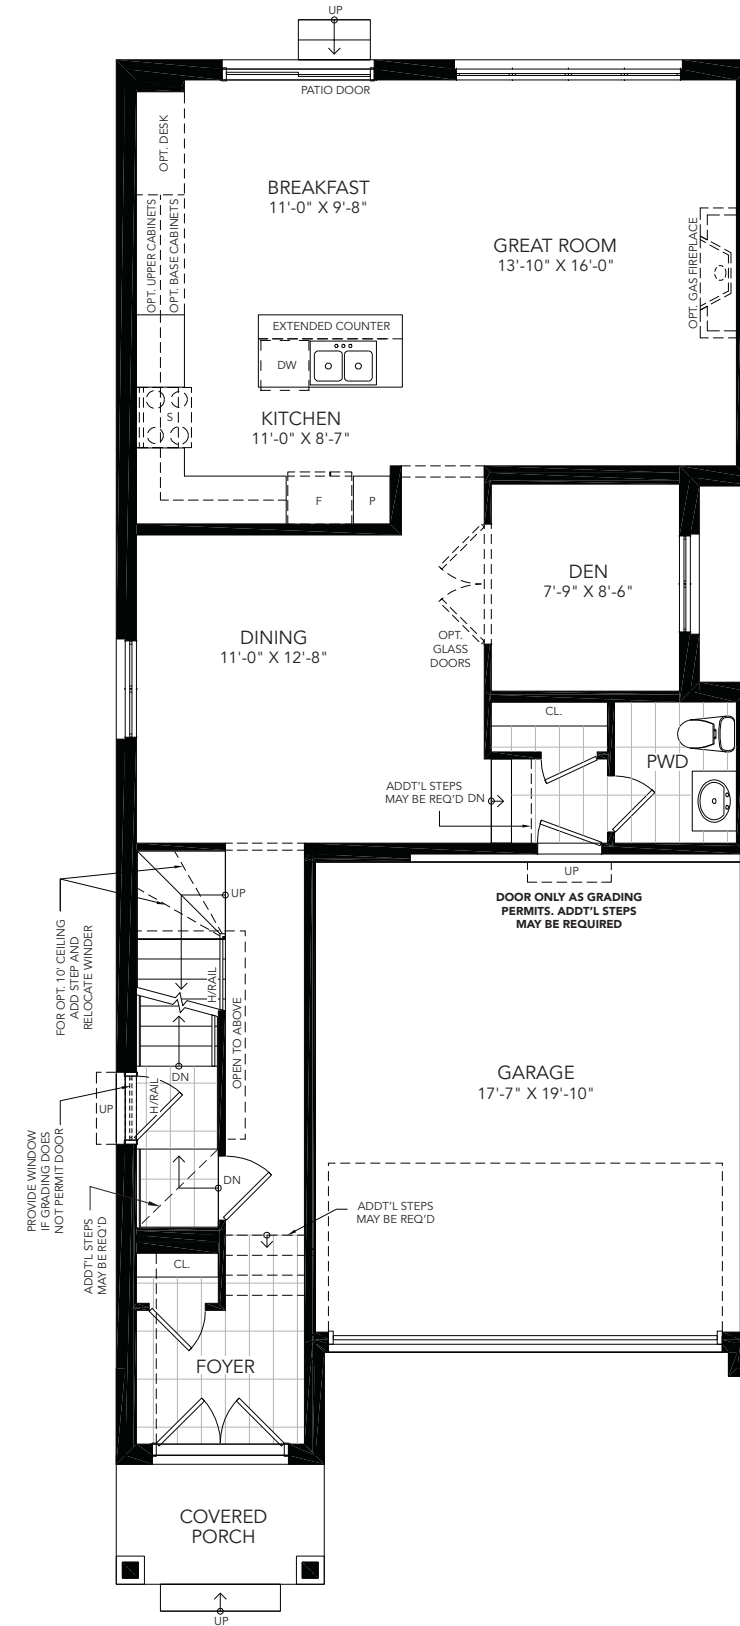 UP
PATIO DOOR
OPT. DESK
BREAKFAST
11'-0" X 9'-8"
OPT. UPPER CABINETS
OPT. BASE CABINETS
GREAT ROOM
13'-10" X 16'-0"
OPT. GAS FIREPLACE
EXTENDED COUNTER
DW
S
KITCHEN
11'-0" X 8'-7"
F
P
DEN
7'-9" X 8'-6"
DINING
11'-0" X 12'-8"
OPT.
GLASS
DOORS
CL.
PWD
ADDT'L STEPS
MAY BE REQ'D
DN
UP
DOOR ONLY AS GRADING
PERMITS. ADDT'L STEPS
MAY BE REQUIRED
UP
FOR OPT. 10' CEILING
ADD STEP AND
RELOCATE WINDER
H/RAIL
OPEN TO ABOVE
GARAGE
17'-7" X 19'-10"
DN
H/RAIL
UP
PROVIDE WINDOW
IF GRADING DOES
NOT PERMIT DOOR
DN
ADDT'L STEPS
MAY BE REQ'D
ADDT'L STEPS
MAY BE REQ'D
CL.
FOYER
COVERED
PORCH
UP